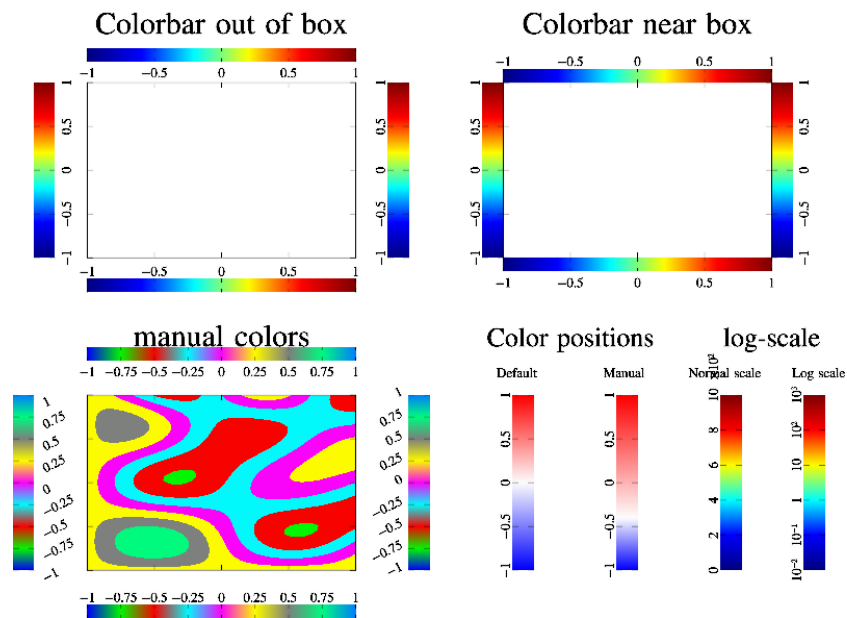 Colorbar out of box
Colorbar near box
−1 −0.5 0 0.5 1
−1 −0.5 0 0.5 1
1 0.5 0 −0.5 −1
1 0.5 0 −0.5 −1
1 0.5 0 −0.5 −1
1 0.5 0 −0.5 −1
−1 −0.5 0 0.5 1
−1 −0.5 0 0.5 1
manual colors
Color positions
log-scale
−1 −0.75 −0.5 −0.25 0 0.25 0.5 0.75 1
Default
Manual
Normal scale
Log scale
1 0.75 0.5 0.25 0 −0.25 −0.5 −0.75 −1
1 0.75 0.5 0.25 0 −0.25 −0.5 −0.75 −1
1 0.5 0 −0.5 −1
1 0.5 0 −0.5 −1
×10²
10 8 6 4 2 0
10³ 10² 10 1 10⁻¹ 10⁻²
−1 −0.75 −0.5 −0.25 0 0.25 0.5 0.75 1